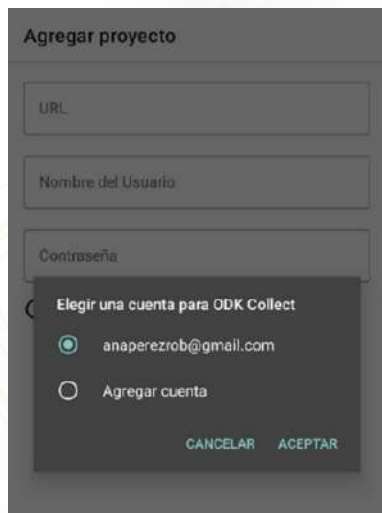 Agregar proyecto
URL
Nombre del Usuario
Contraseña
Elegir una cuenta para ODK Collect
anaperezrob@gmail.com
Agregar cuenta
CANCELAR ACEPTAR